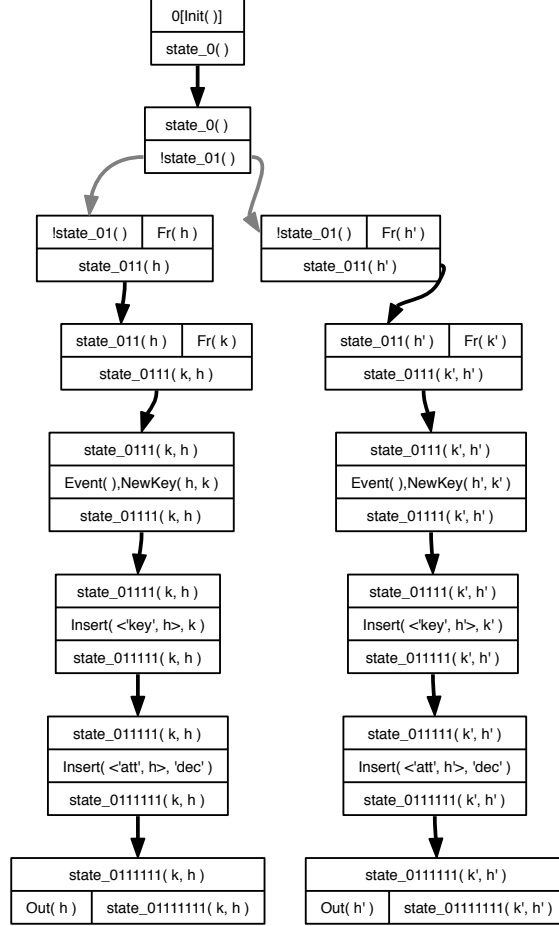 0[Init( )]
state_0( )
state_0( )
!state_01( )
!state_01( ) Fr( h )
state_011( h )
!state_01( ) Fr( h' )
state_011( h' )
state_011( h ) Fr( k )
state_0111( k, h )
state_011( h' ) Fr( k' )
state_0111( k', h' )
state_0111( k, h )
Event( ),NewKey( h, k )
state_01111( k, h )
state_0111( k', h' )
Event( ),NewKey( h', k' )
state_01111( k', h' )
state_01111( k, h )
Insert( <'key', h>, k )
state_011111( k, h )
state_01111( k', h' )
Insert( <'key', h'>, k' )
state_011111( k', h' )
state_011111( k, h )
Insert( <'att', h>, 'dec' )
state_0111111( k, h )
state_011111( k', h' )
Insert( <'att', h'>, 'dec' )
state_0111111( k', h' )
state_0111111( k, h )
Out( h ) state_01111111( k, h )
state_0111111( k', h' )
Out( h' ) state_01111111( k', h' )